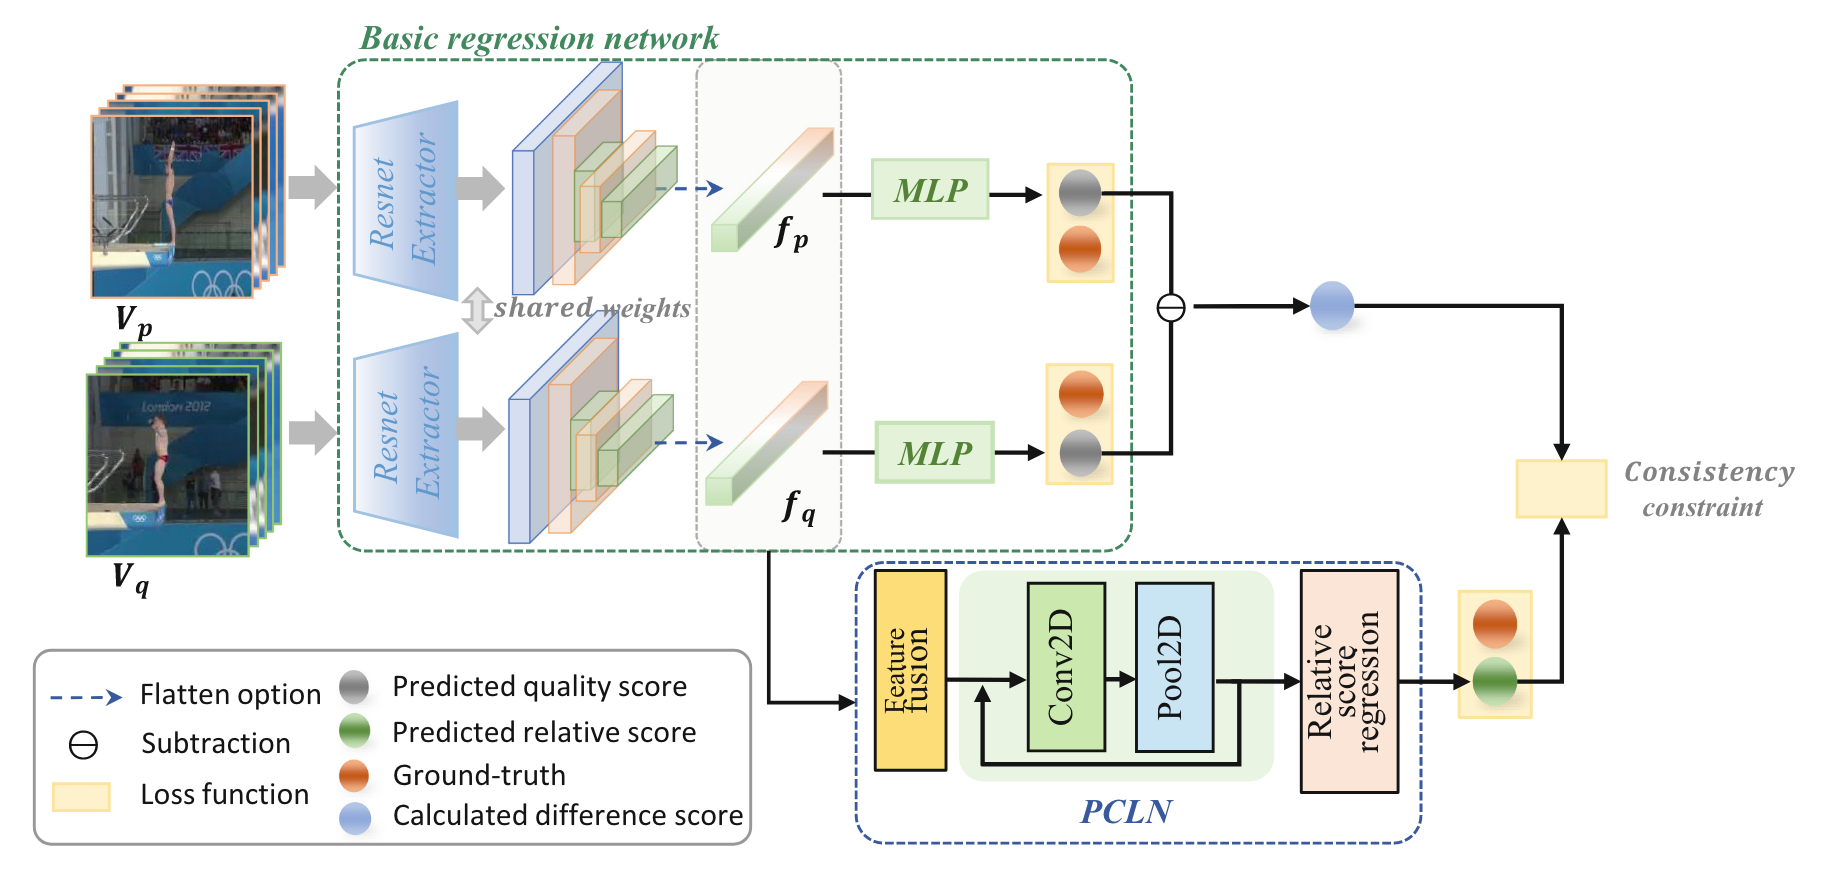 Basic regression network
Resnet
Extractor
f_p
MLP
V_p
shared weights
London 2012
Resnet
Extractor
f_q
MLP
V_q
Consistency
constraint
Feature
fusion
Conv2D
Pool2D
Relative
score
regression
PCLN
Flatten option
Subtraction
Loss function
Predicted quality score
Predicted relative score
Ground-truth
Calculated difference score